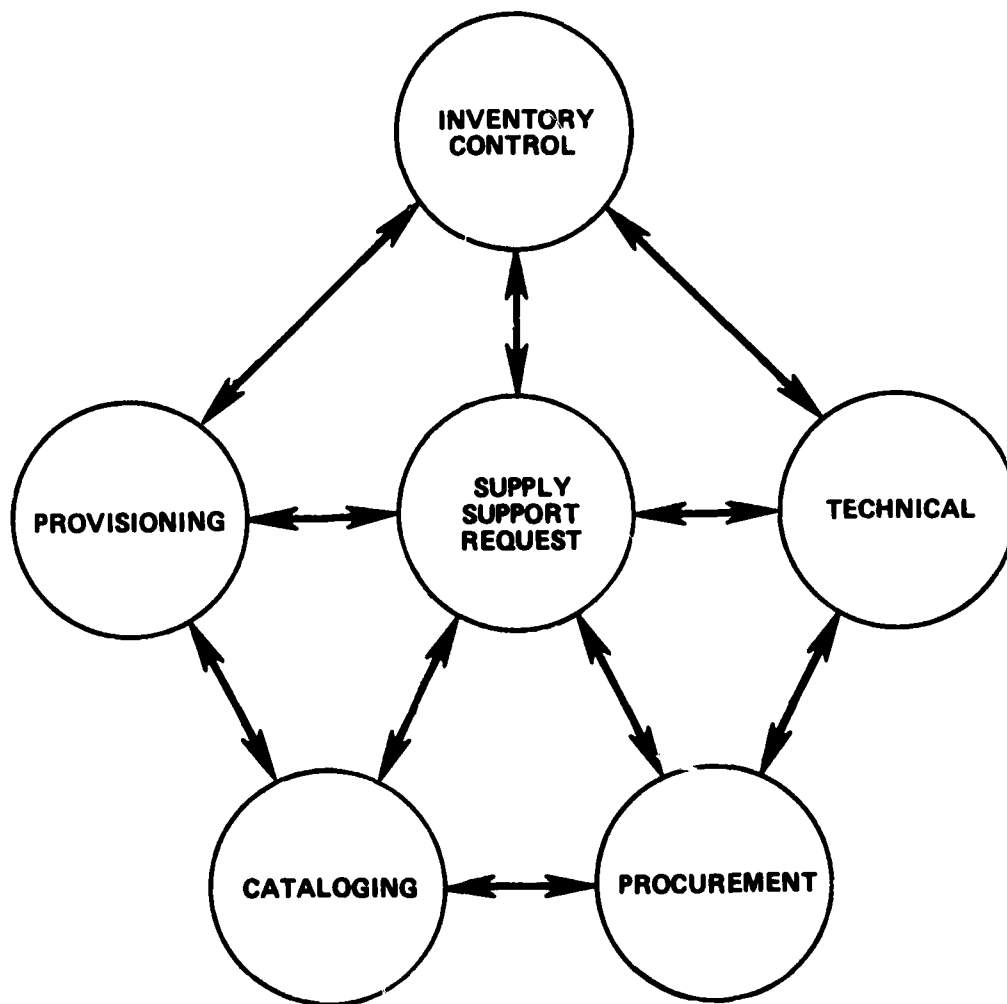 INVENTORY
CONTROL
PROVISIONING
SUPPLY
SUPPORT
REQUEST
TECHNICAL
CATALOGING
PROCUREMENT